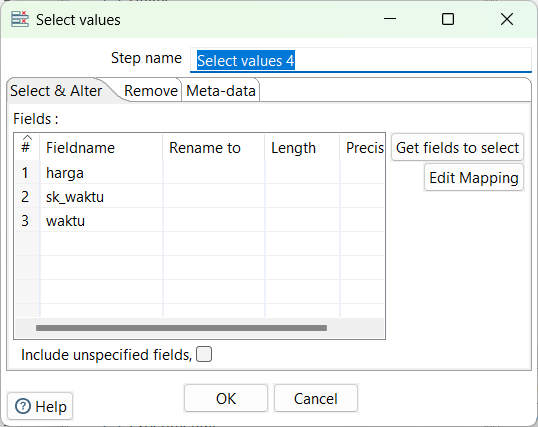 Select values
Step name Select values 4
Select & Alter Remove Meta-data
Fields :
# Fieldname Rename to Length Precis
1 harga
2 sk_waktu
3 waktu
Get fields to select
Edit Mapping
Include unspecified fields,
Help OK Cancel